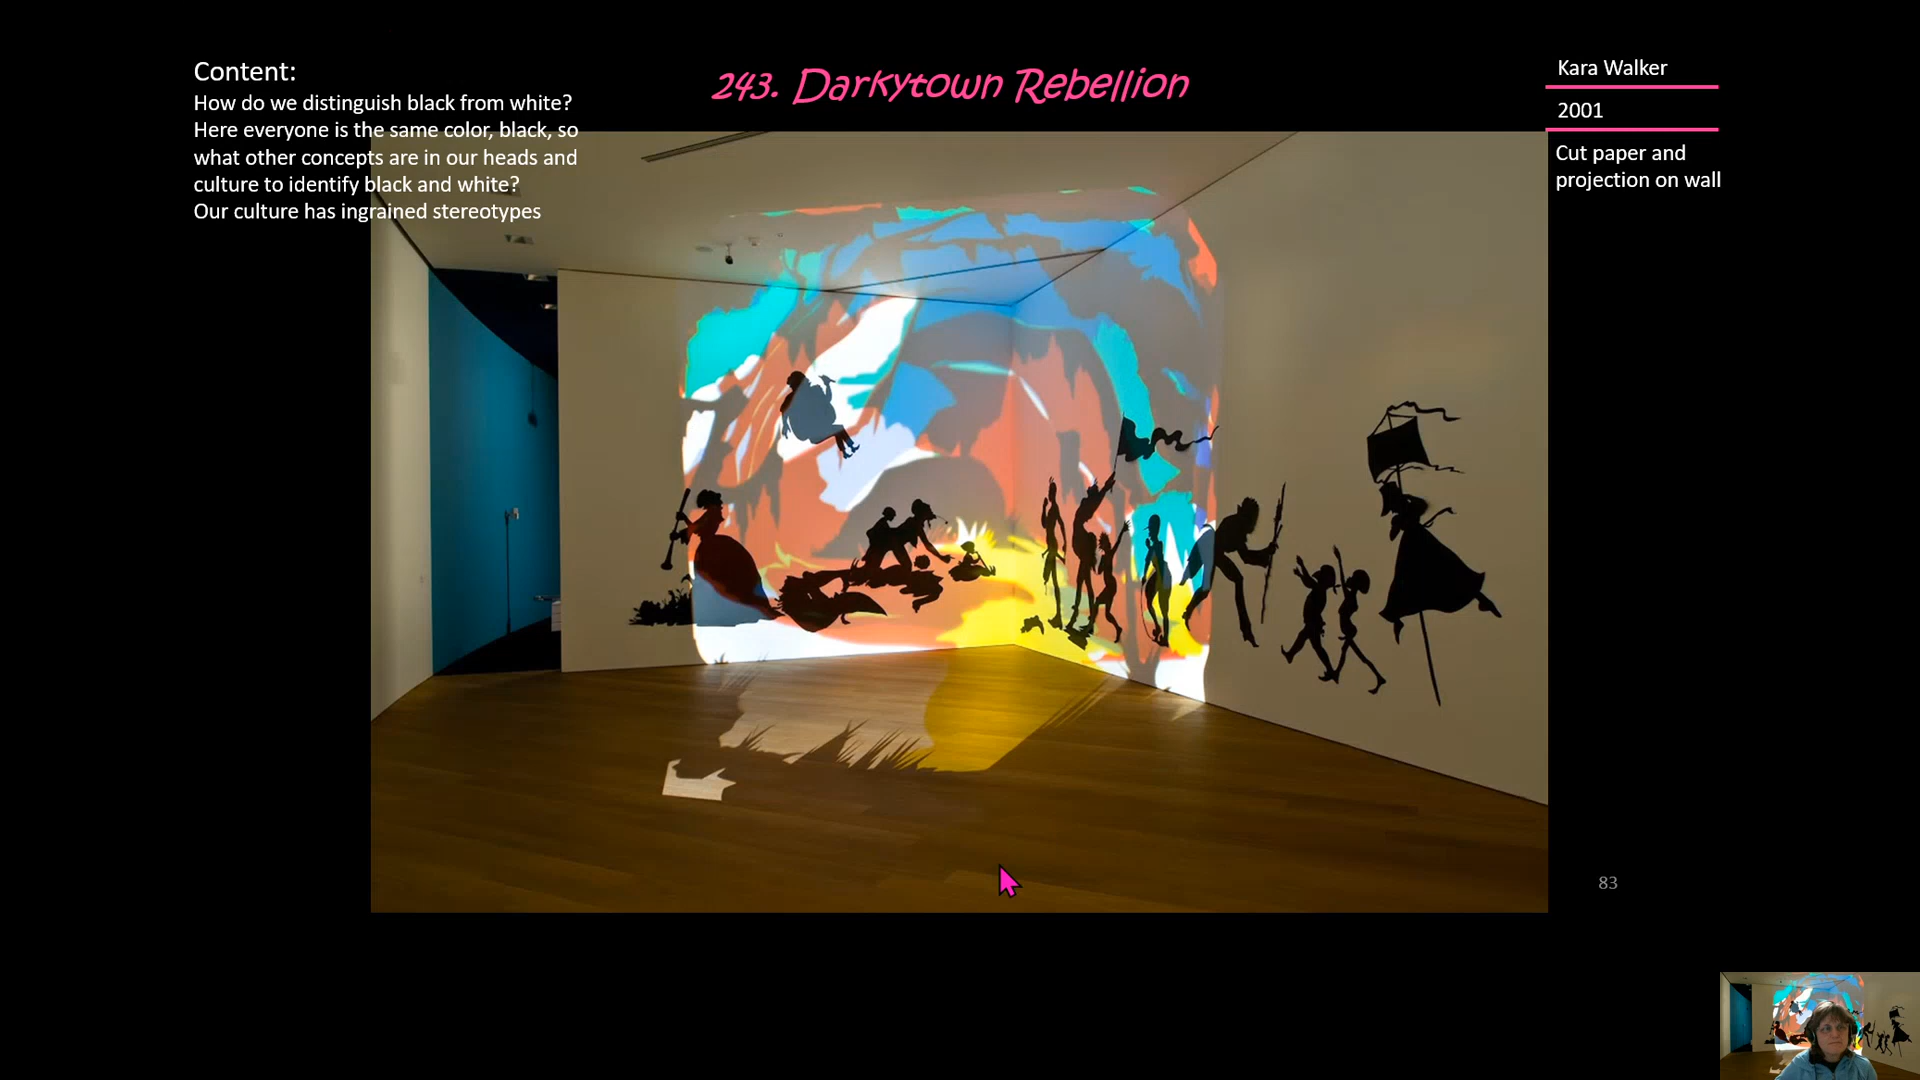 Content:
How do we distinguish black from white?
Here everyone is the same color, black, so
what other concepts are in our heads and
culture to identify black and white?
Our culture has ingrained stereotypes
243. Darkytown Rebellion
Kara Walker
2001
Cut paper and
projection on wall
83